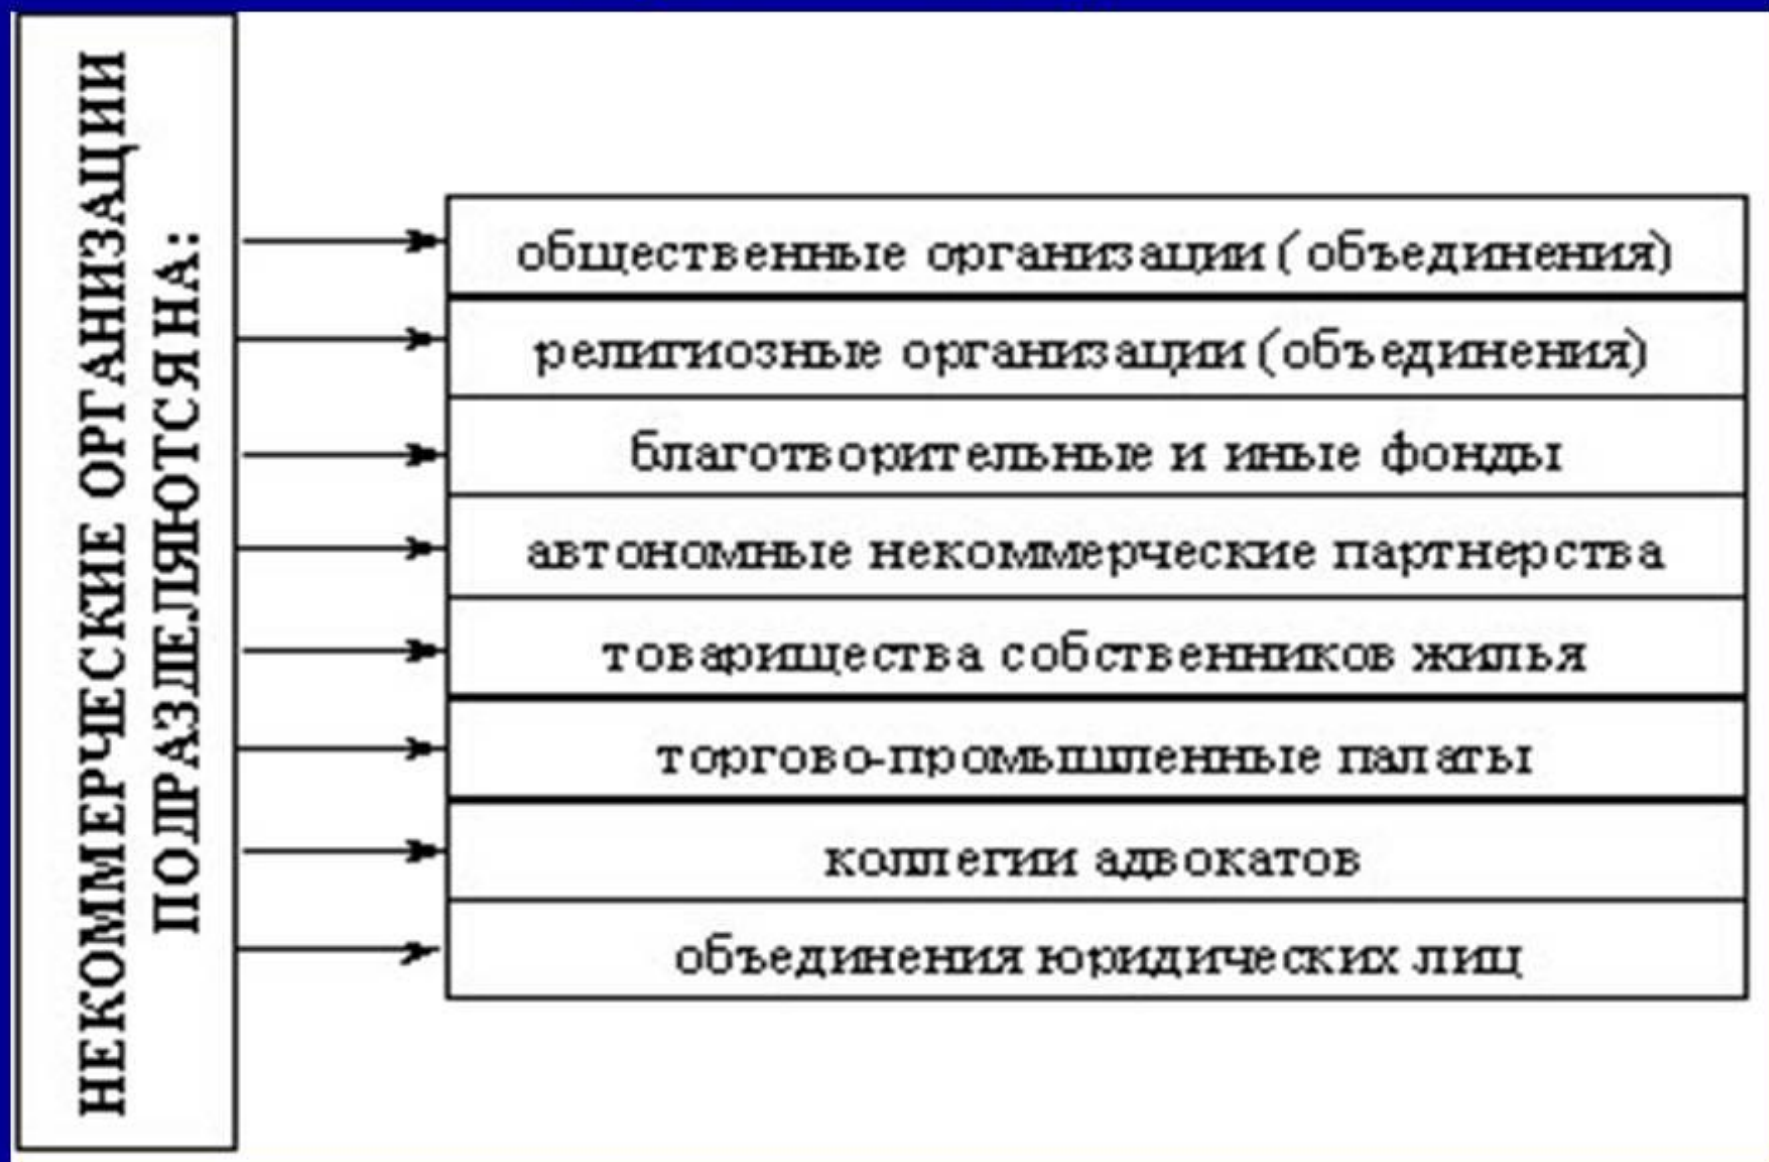 НЕКОММЕРЧЕСКИЕ ОРГАНИЗАЦИИ
ПОДРАЗДЕЛЯЮТСЯ НА:
общественные организации (объединения)
религиозные организации (объединения)
благотворительные и иные фонды
автономные некоммерческие партнерства
товарищества собственников жилья
торгово-промышленные палаты
коллегии адвокатов
объединения юридических лиц